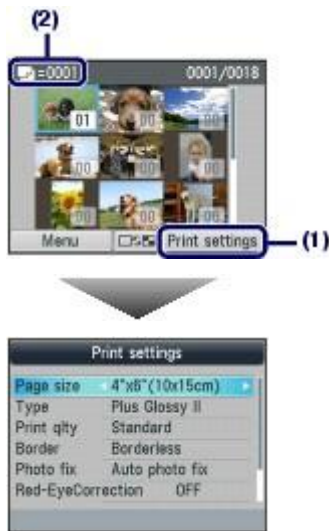 (2)
=0001 0001/0018
01 00 00
00 00 00
00 00 00
Menu Print settings
(1)
Print settings
Page size 4"x6"(10x15cm)
Type Plus Glossy II
Print qlty Standard
Border Borderless
Photo fix Auto photo fix
Red-EyeCorrection OFF